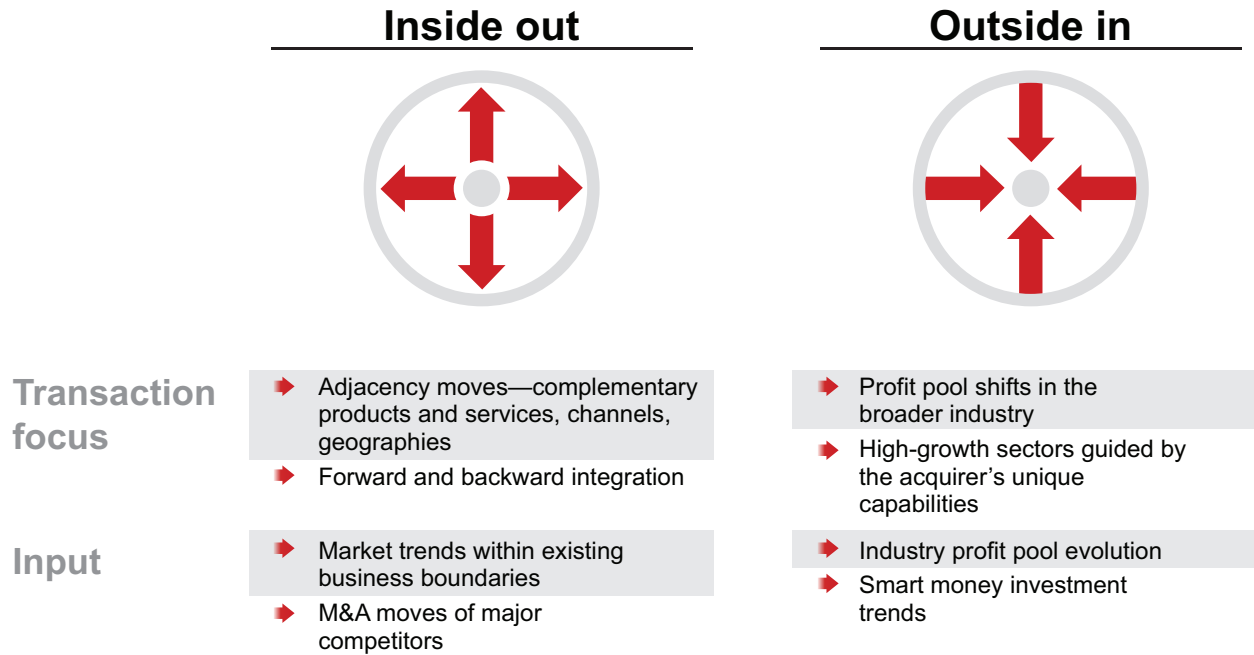 Inside out
Outside in
Transaction
focus
Adjacency moves—complementary
products and services, channels,
geographies
Forward and backward integration
Profit pool shifts in the
broader industry
High-growth sectors guided by
the acquirer’s unique
capabilities
Input
Market trends within existing
business boundaries
M&A moves of major
competitors
Industry profit pool evolution
Smart money investment
trends